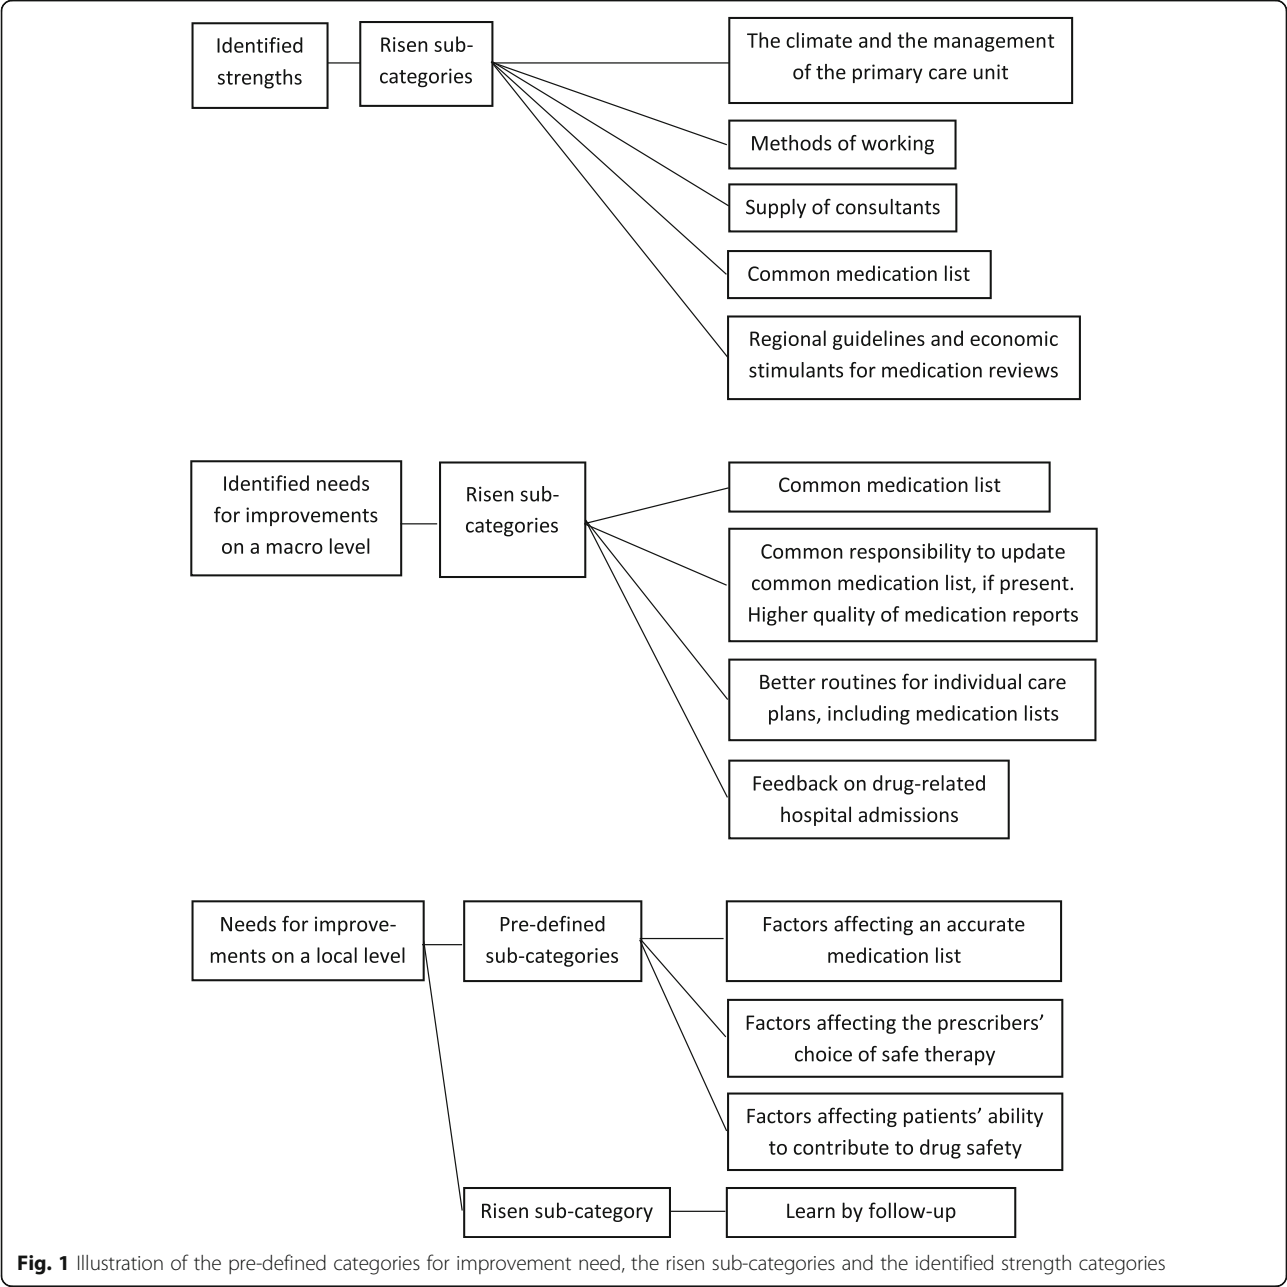 Identified
strengths
Risen sub-
categories
The climate and the management
of the primary care unit
Methods of working
Supply of consultants
Common medication list
Regional guidelines and economic
stimulants for medication reviews
Identified needs
for improvements
on a macro level
Risen sub-
categories
Common medication list
Common responsibility to update
common medication list, if present.
Higher quality of medication reports
Better routines for individual care
plans, including medication lists
Feedback on drug-related
hospital admissions
Needs for improve-
ments on a local level
Pre-defined
sub-categories
Factors affecting an accurate
medication list
Factors affecting the prescribers’
choice of safe therapy
Factors affecting patients’ ability
to contribute to drug safety
Risen sub-category
Learn by follow-up
Fig. 1 Illustration of the pre-defined categories for improvement need, the risen sub-categories and the identified strength categories